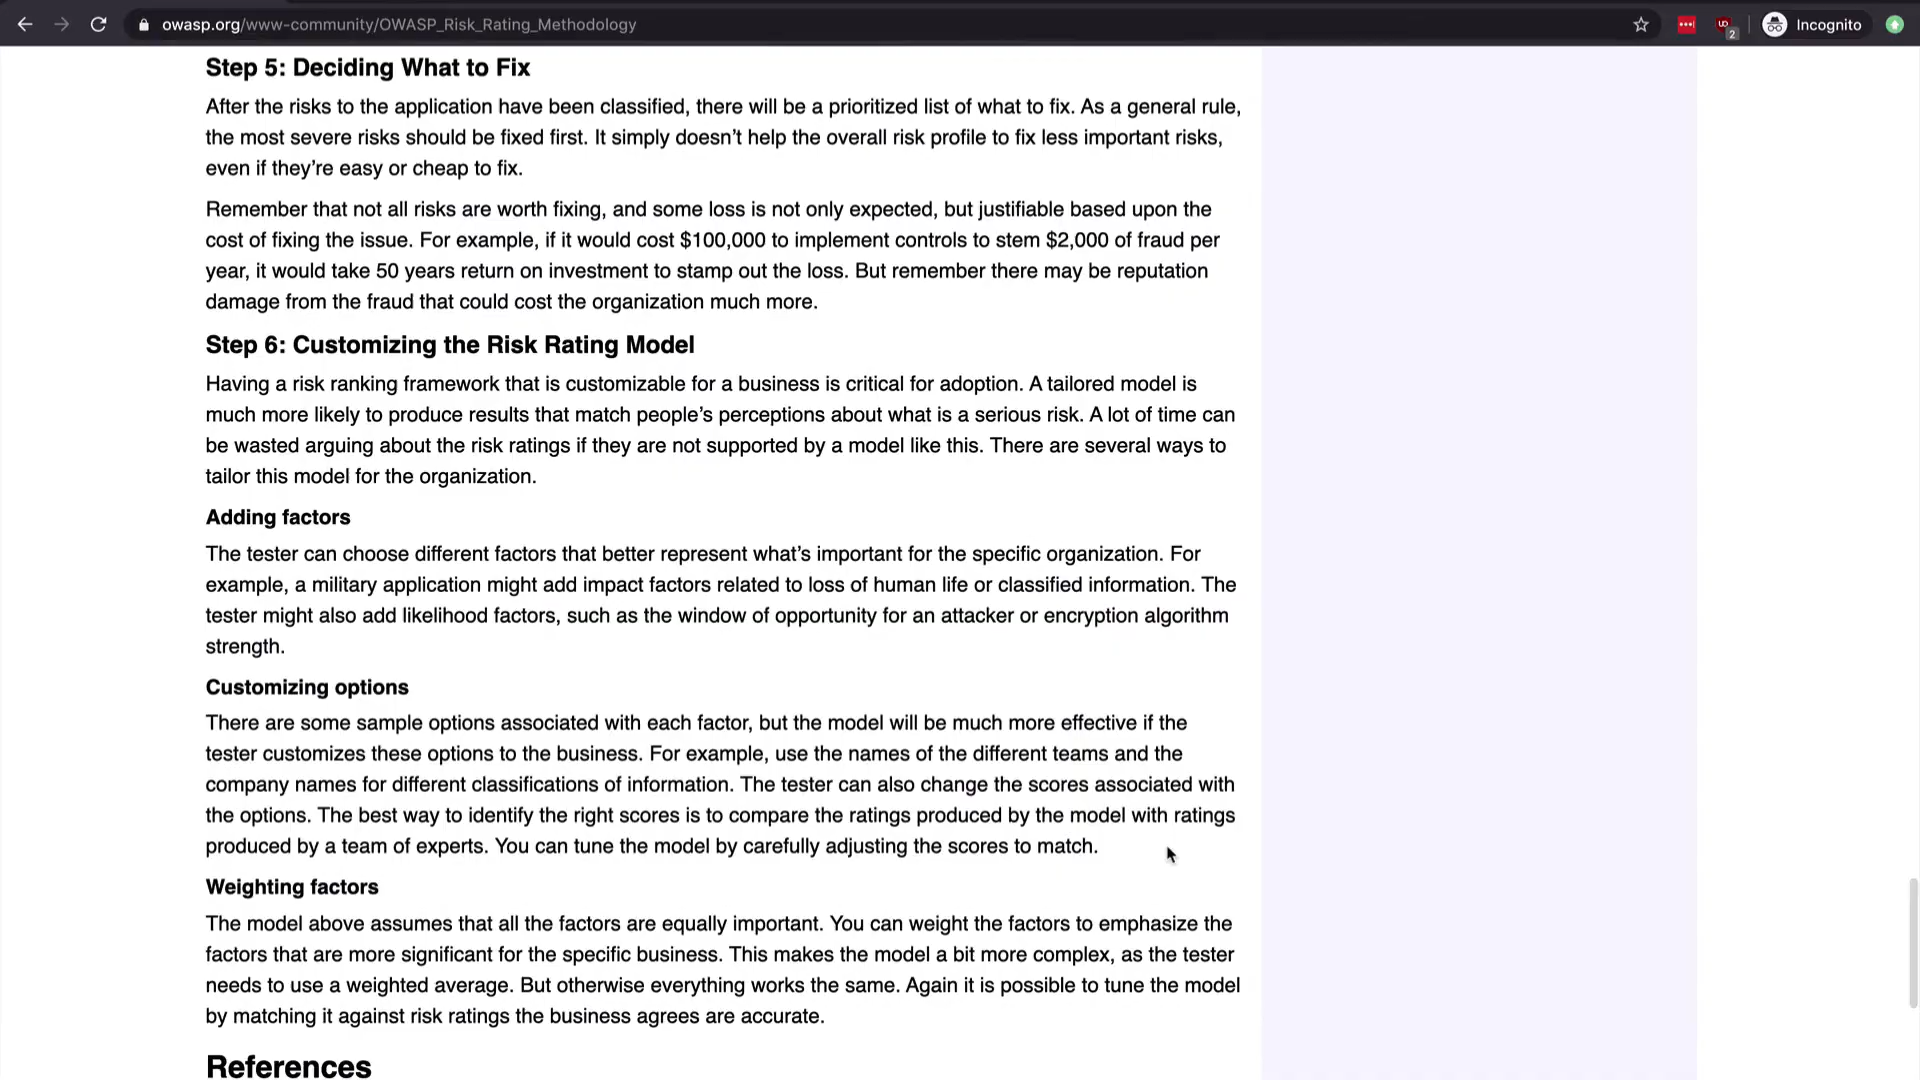 owasp.org/www-community/OWASP_Risk_Rating_Methodology
2
Incognito
Step 5: Deciding What to Fix
After the risks to the application have been classified, there will be a prioritized list of what to fix. As a general rule,
the most severe risks should be fixed first. It simply doesn’t help the overall risk profile to fix less important risks,
even if they’re easy or cheap to fix.
Remember that not all risks are worth fixing, and some loss is not only expected, but justifiable based upon the
cost of fixing the issue. For example, if it would cost $100,000 to implement controls to stem $2,000 of fraud per
year, it would take 50 years return on investment to stamp out the loss. But remember there may be reputation
damage from the fraud that could cost the organization much more.
Step 6: Customizing the Risk Rating Model
Having a risk ranking framework that is customizable for a business is critical for adoption. A tailored model is
much more likely to produce results that match people’s perceptions about what is a serious risk. A lot of time can
be wasted arguing about the risk ratings if they are not supported by a model like this. There are several ways to
tailor this model for the organization.
Adding factors
The tester can choose different factors that better represent what’s important for the specific organization. For
example, a military application might add impact factors related to loss of human life or classified information. The
tester might also add likelihood factors, such as the window of opportunity for an attacker or encryption algorithm
strength.
Customizing options
There are some sample options associated with each factor, but the model will be much more effective if the
tester customizes these options to the business. For example, use the names of the different teams and the
company names for different classifications of information. The tester can also change the scores associated with
the options. The best way to identify the right scores is to compare the ratings produced by the model with ratings
produced by a team of experts. You can tune the model by carefully adjusting the scores to match.
Weighting factors
The model above assumes that all the factors are equally important. You can weight the factors to emphasize the
factors that are more significant for the specific business. This makes the model a bit more complex, as the tester
needs to use a weighted average. But otherwise everything works the same. Again it is possible to tune the model
by matching it against risk ratings the business agrees are accurate.
References